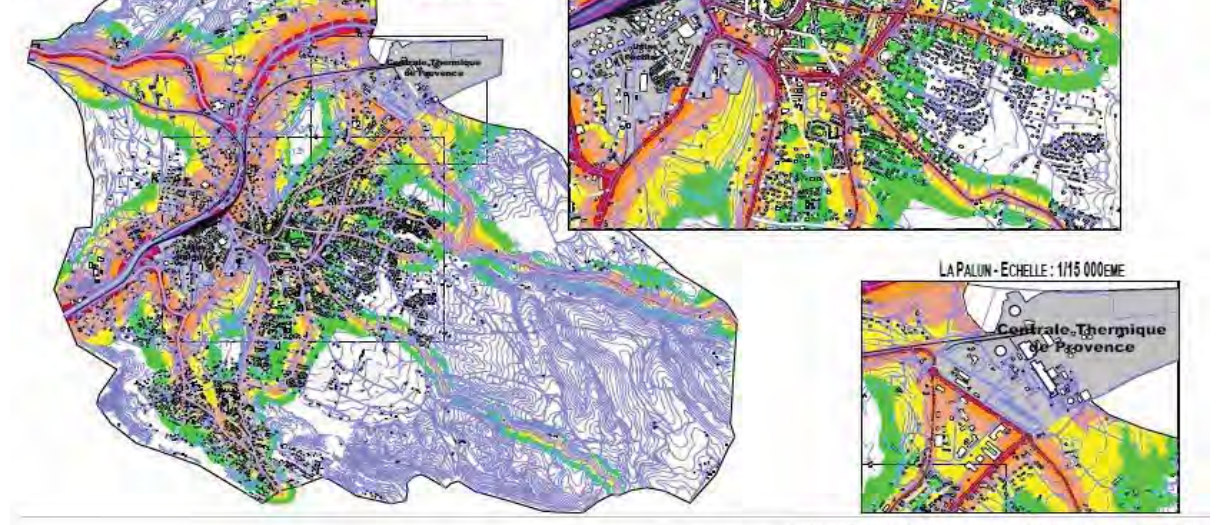 Centrale Thermique
de Provence
LA PALUN - ECHELLE : 1/15 000EME
Centrale Thermique
de Provence